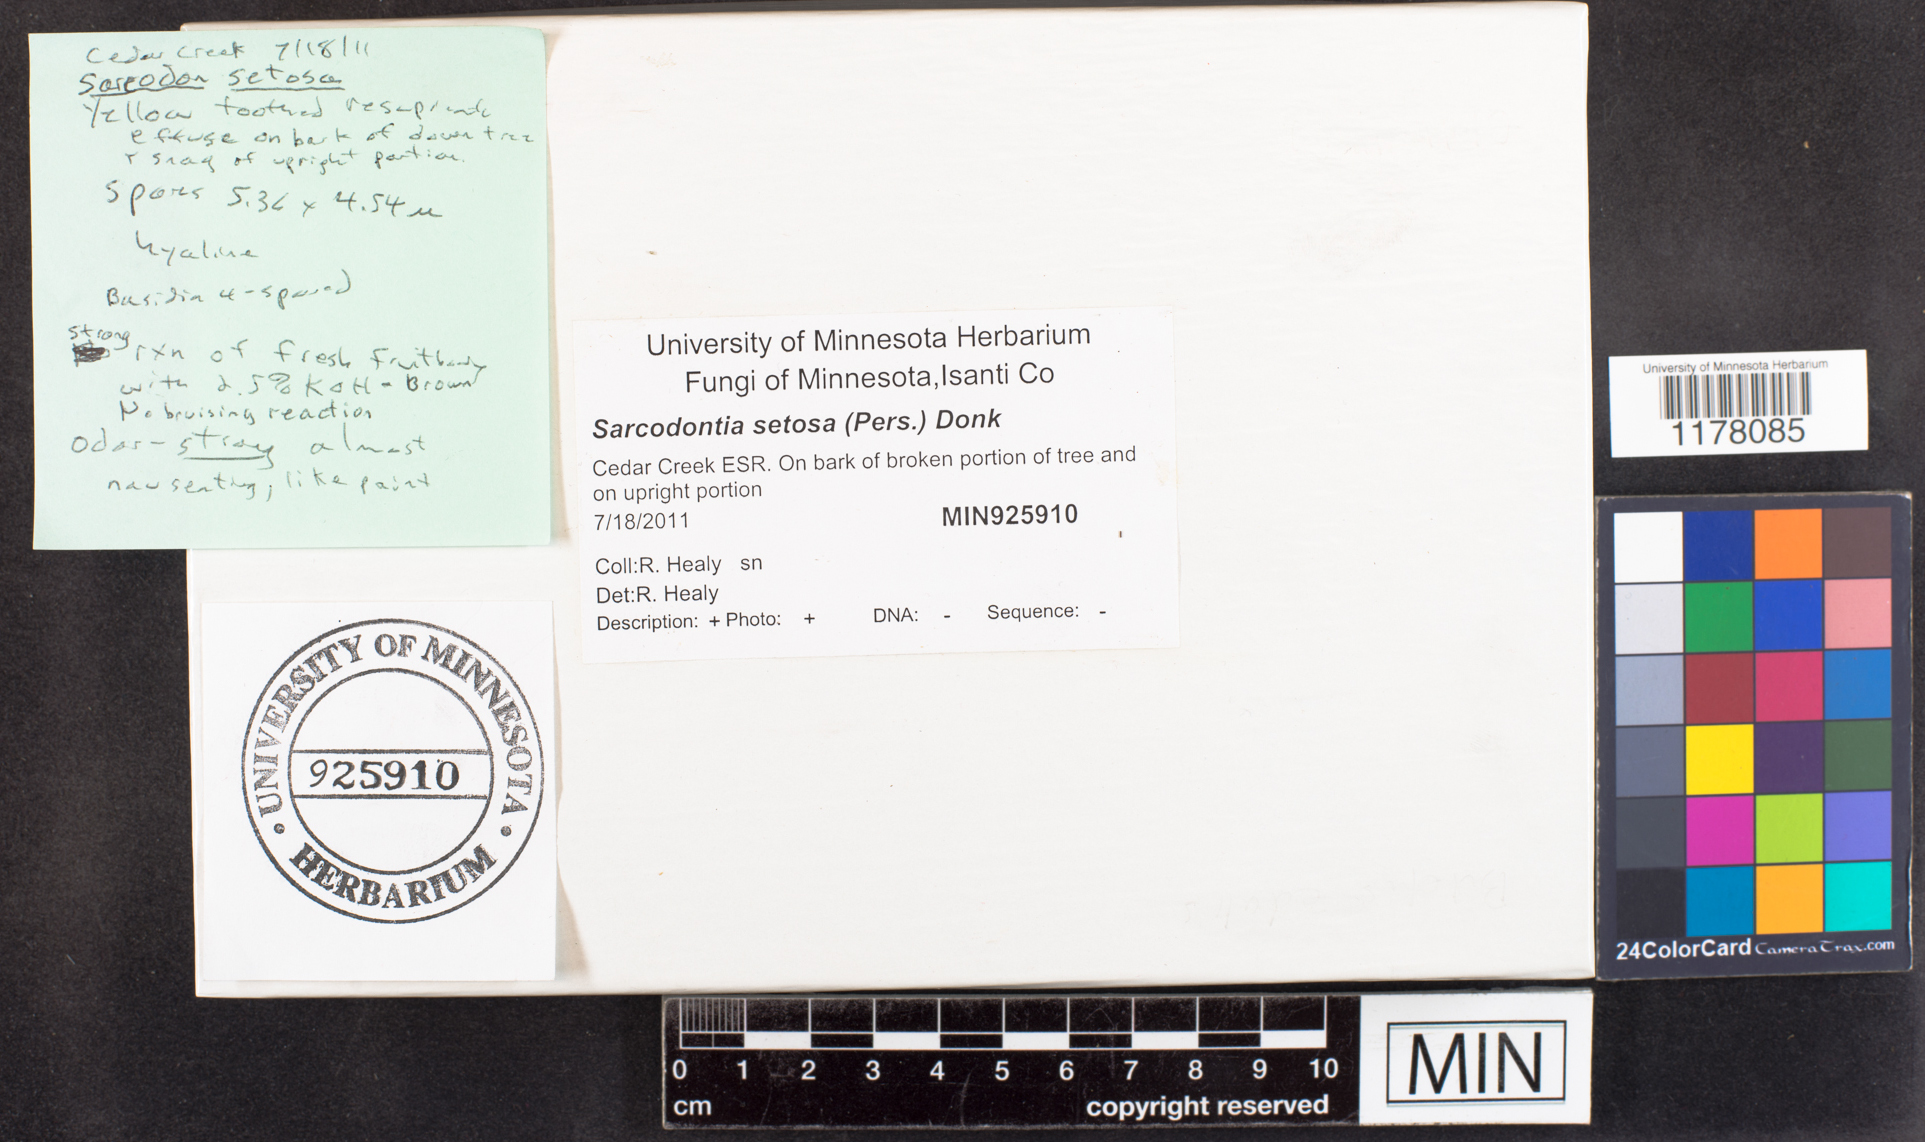 Cedar Creek 7/18/11
Sarcodon setosa
Yellow toothed resupinate
effuse on bark of down tree
+ snag of upright portion.
Spores 5.36 x 4.54 µ
hyaline
Basidia 4-spored
strong
rxn of fresh fruitbody
with 2.5% KOH - Brown
No bruising reaction
odor - strong almost
nauseating, like paint
University of Minnesota Herbarium
Fungi of Minnesota,Isanti Co
Sarcodontia setosa (Pers.) Donk
Cedar Creek ESR. On bark of broken portion of tree and
on upright portion
7/18/2011 MIN925910
Coll:R. Healy sn
Det:R. Healy
Description: + Photo: + DNA: - Sequence: -
UNIVERSITY OF MINNESOTA
925910
HERBARIUM
University of Minnesota Herbarium
1178085
24ColorCard CameraTrax.com
0 1 2 3 4 5 6 7 8 9 10
cm copyright reserved
MIN